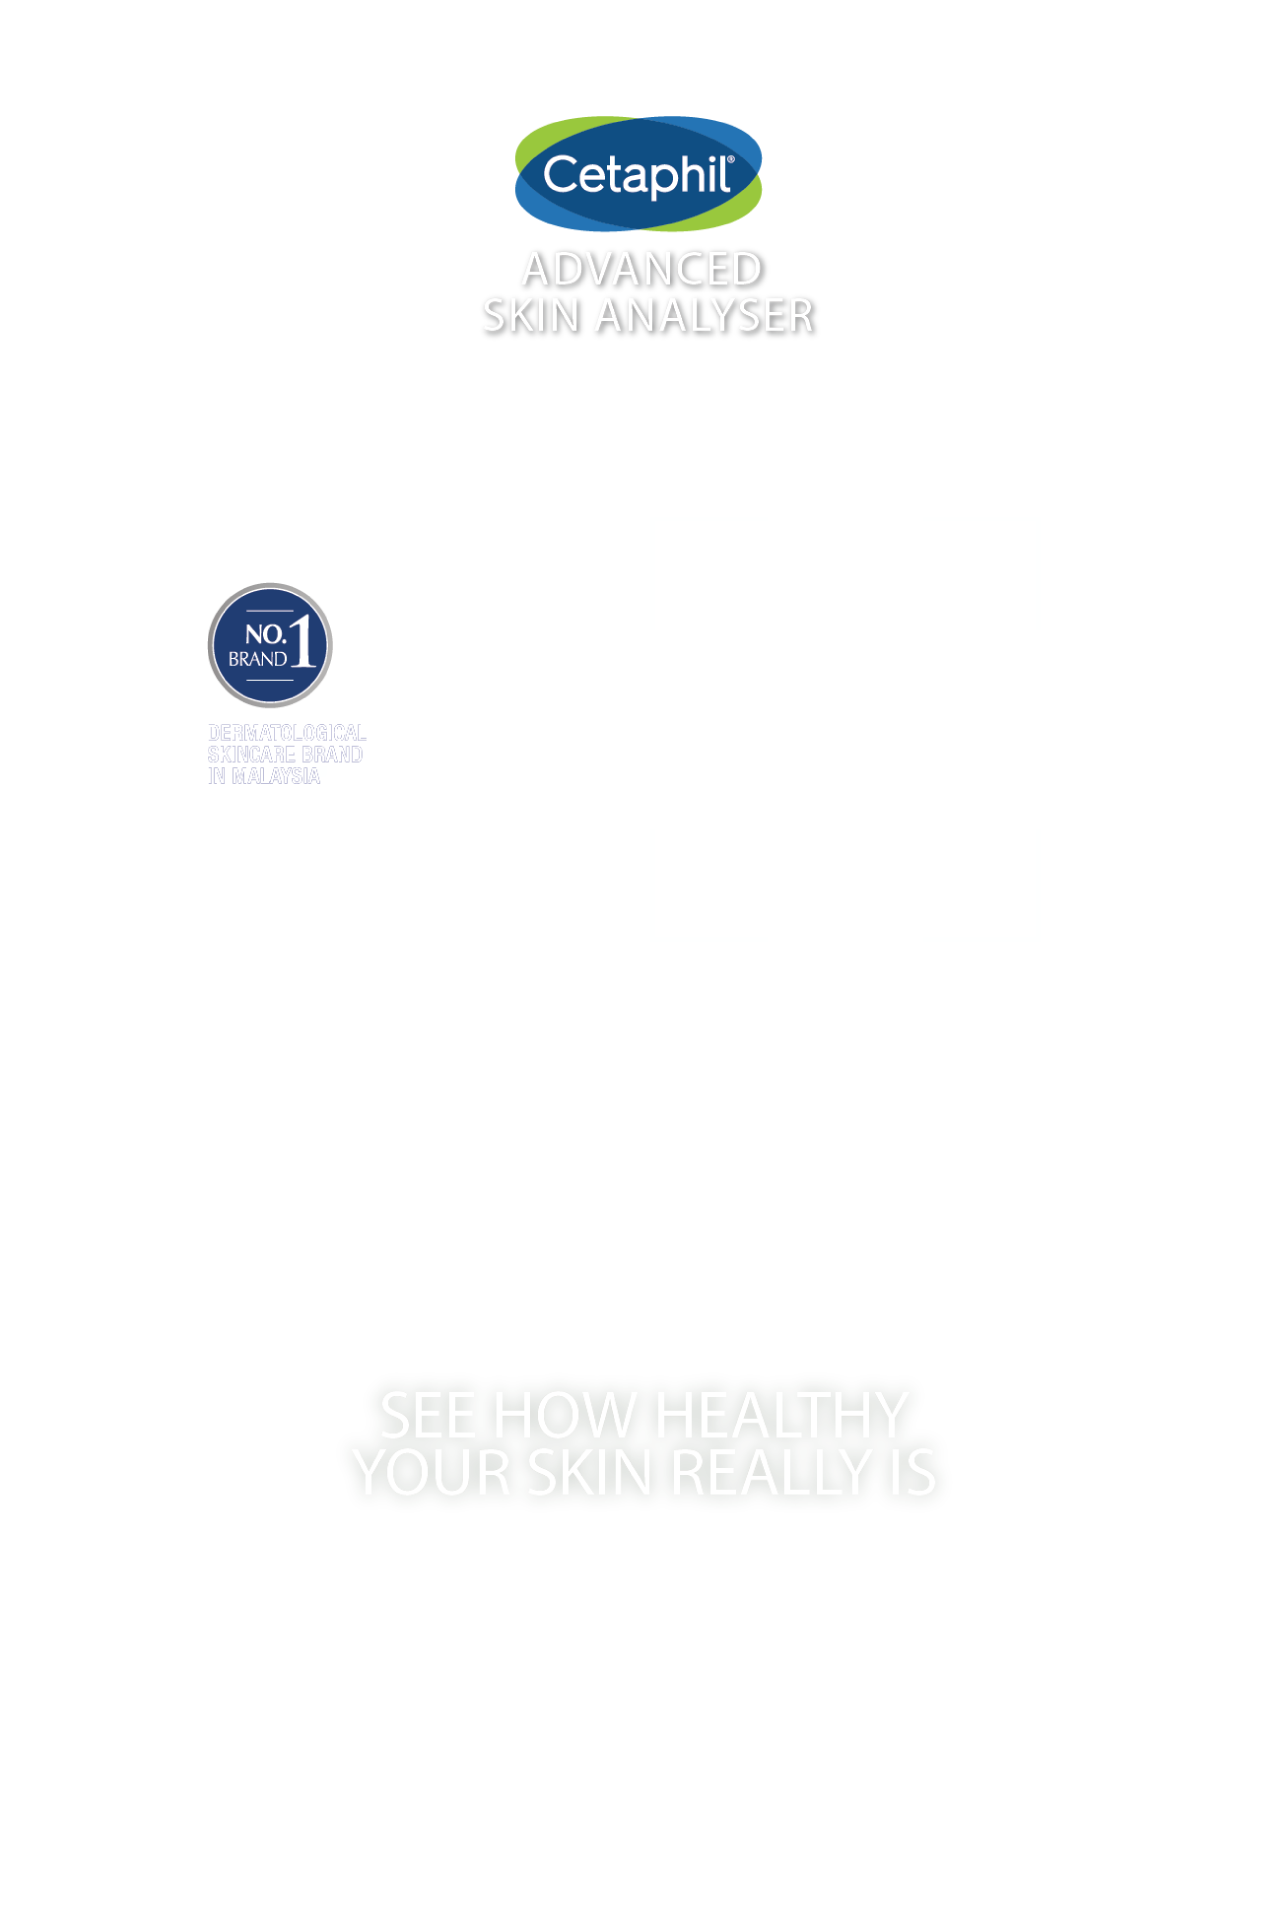 Cetaphil®
ADVANCED
SKIN ANALYSER
NO. 1
BRAND
DERMATOLOGICAL
SKINCARE BRAND
IN MALAYSIA
SEE HOW HEALTHY
YOUR SKIN REALLY IS